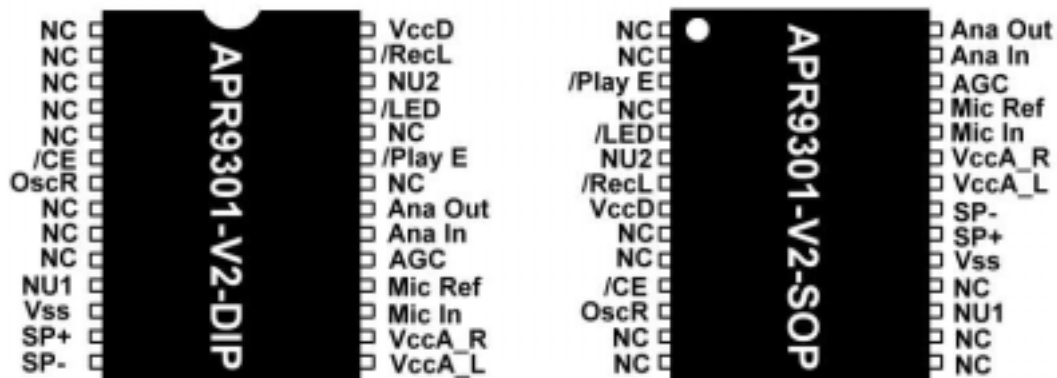 NC VccD NC Ana Out
NC /RecL NC Ana In
NC NU2 /Play E AGC
NC /LED NC Mic Ref
NC NC /LED Mic In
/CE /Play E NU2 VccA_R
OscR NC /RecL VccA_L
NC Ana Out VccD SP-
NC Ana In NC SP+
NC AGC NC Vss
NU1 Mic Ref /CE NC
Vss Mic In OscR NU1
SP+ VccA_R NC NC
SP- VccA_L NC NC
APR9301-V2-DIP
APR9301-V2-SOP